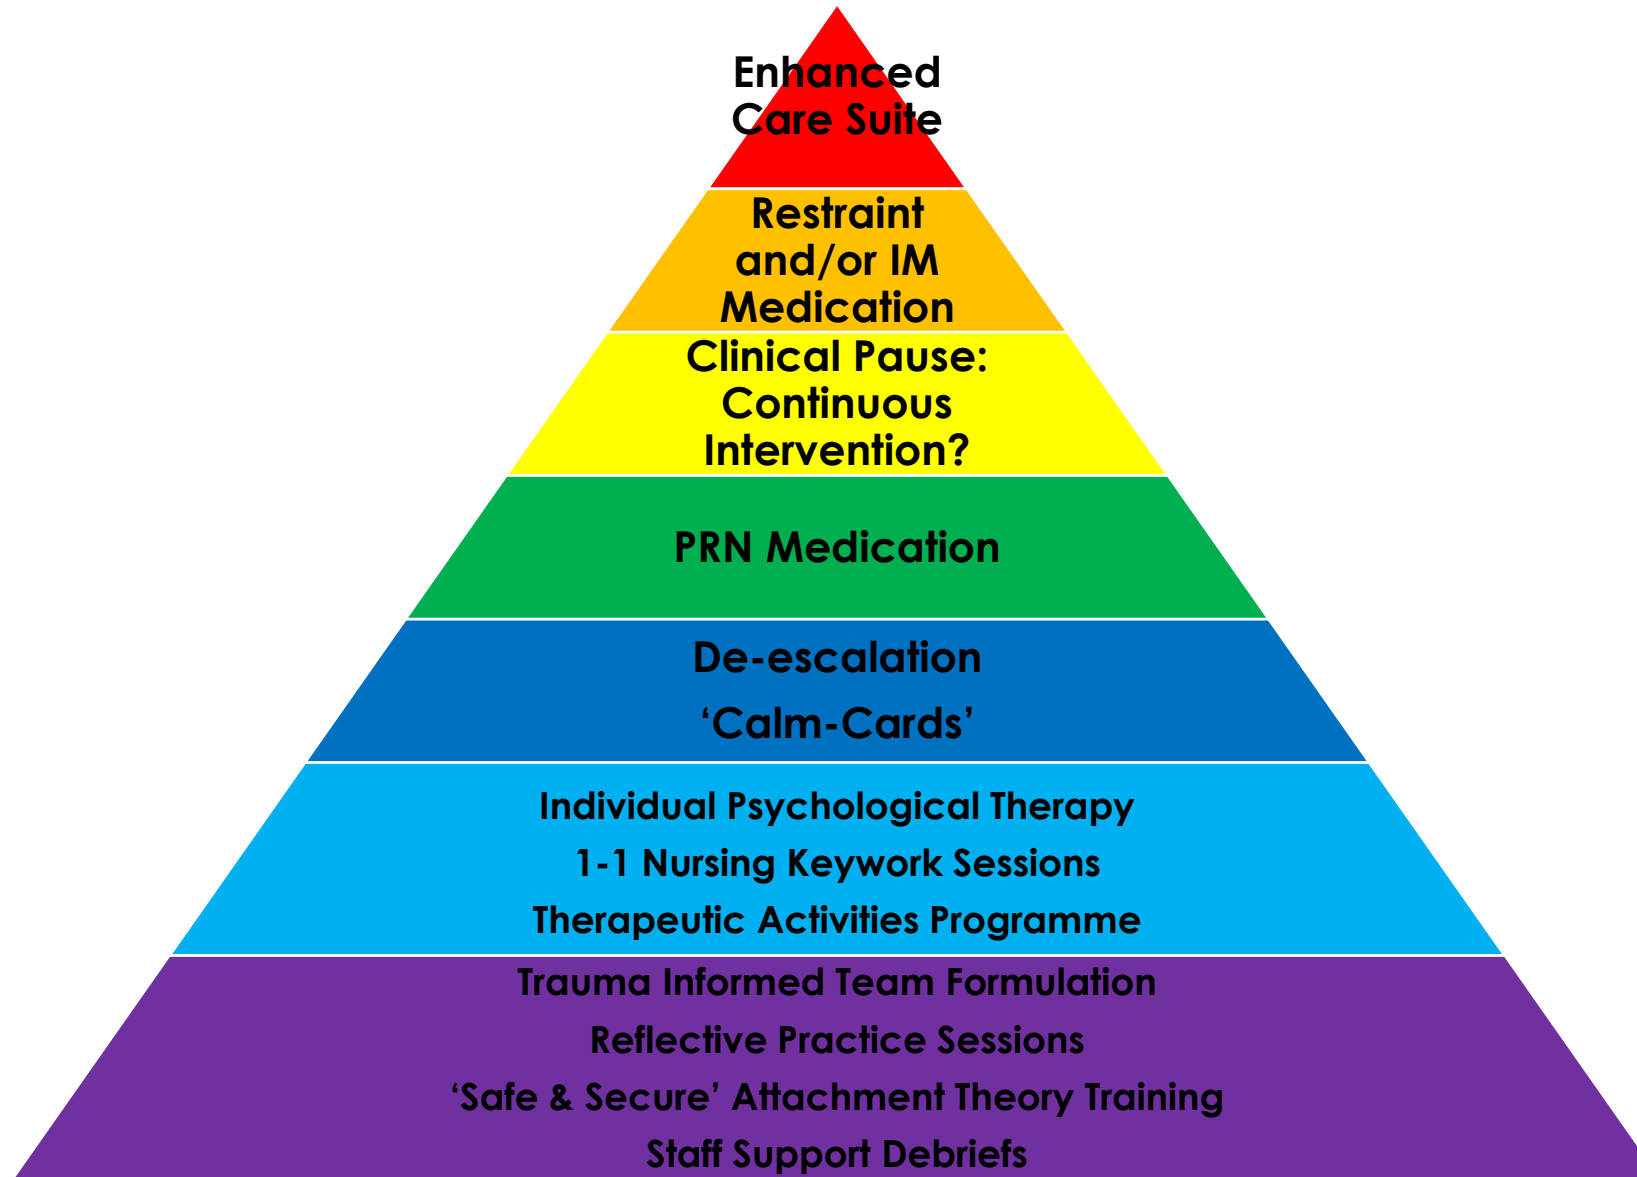 Enhanced
Care Suite
Restraint
and/or IM
Medication
Clinical Pause:
Continuous
Intervention?
PRN Medication
De-escalation
‘Calm-Cards’
Individual Psychological Therapy
1-1 Nursing Keywork Sessions
Therapeutic Activities Programme
Trauma Informed Team Formulation
Reflective Practice Sessions
‘Safe & Secure’ Attachment Theory Training
Staff Support Debriefs